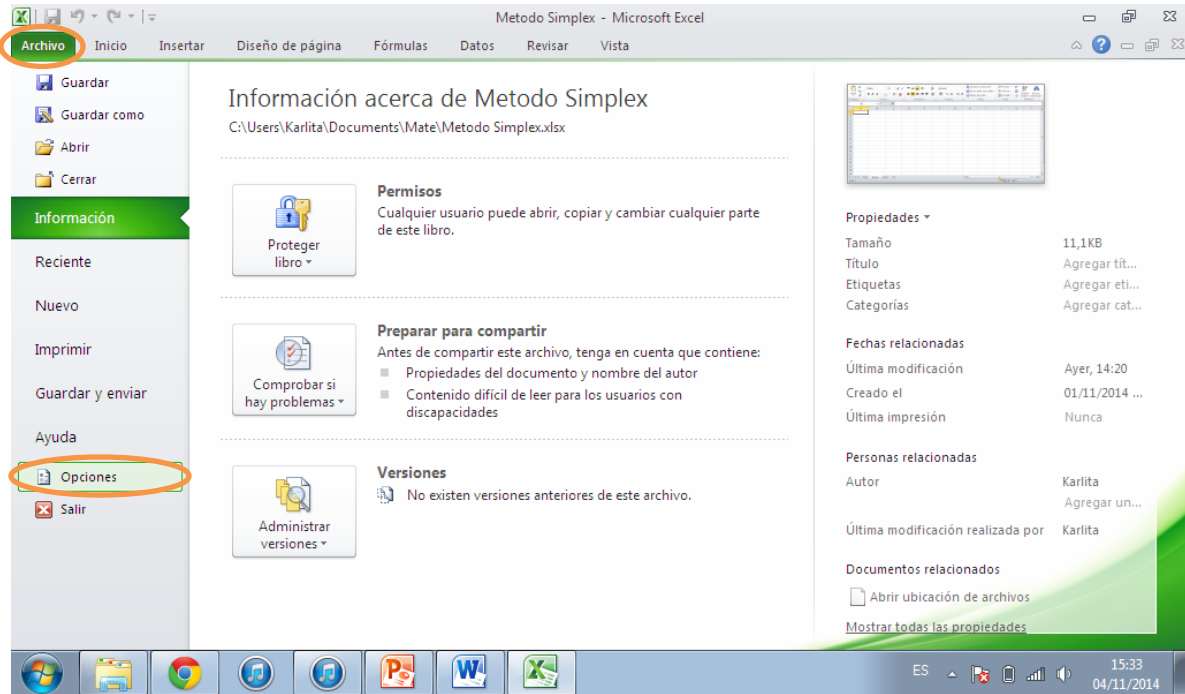 Metodo Simplex - Microsoft Excel
Archivo Inicio Insertar Diseño de página Fórmulas Datos Revisar Vista
Guardar
Guardar como
Abrir
Cerrar
Información
Reciente
Nuevo
Imprimir
Guardar y enviar
Ayuda
Opciones
Salir
Información acerca de Metodo Simplex
C:\Users\Karlita\Documents\Mate\Metodo Simplex.xlsx
Proteger
libro
Permisos
Cualquier usuario puede abrir, copiar y cambiar cualquier parte
de este libro.
Comprobar si
hay problemas
Preparar para compartir
Antes de compartir este archivo, tenga en cuenta que contiene:
Propiedades del documento y nombre del autor
Contenido difícil de leer para los usuarios con
discapacidades
Administrar
versiones
Versiones
No existen versiones anteriores de este archivo.
Propiedades
Tamaño 11,1KB
Título Agregar tít...
Etiquetas Agregar eti...
Categorías Agregar cat...
Fechas relacionadas
Última modificación Ayer, 14:20
Creado el 01/11/2014 ...
Última impresión Nunca
Personas relacionadas
Autor Karlita
Agregar un...
Última modificación realizada por Karlita
Documentos relacionados
Abrir ubicación de archivos
Mostrar todas las propiedades
ES
15:33
04/11/2014